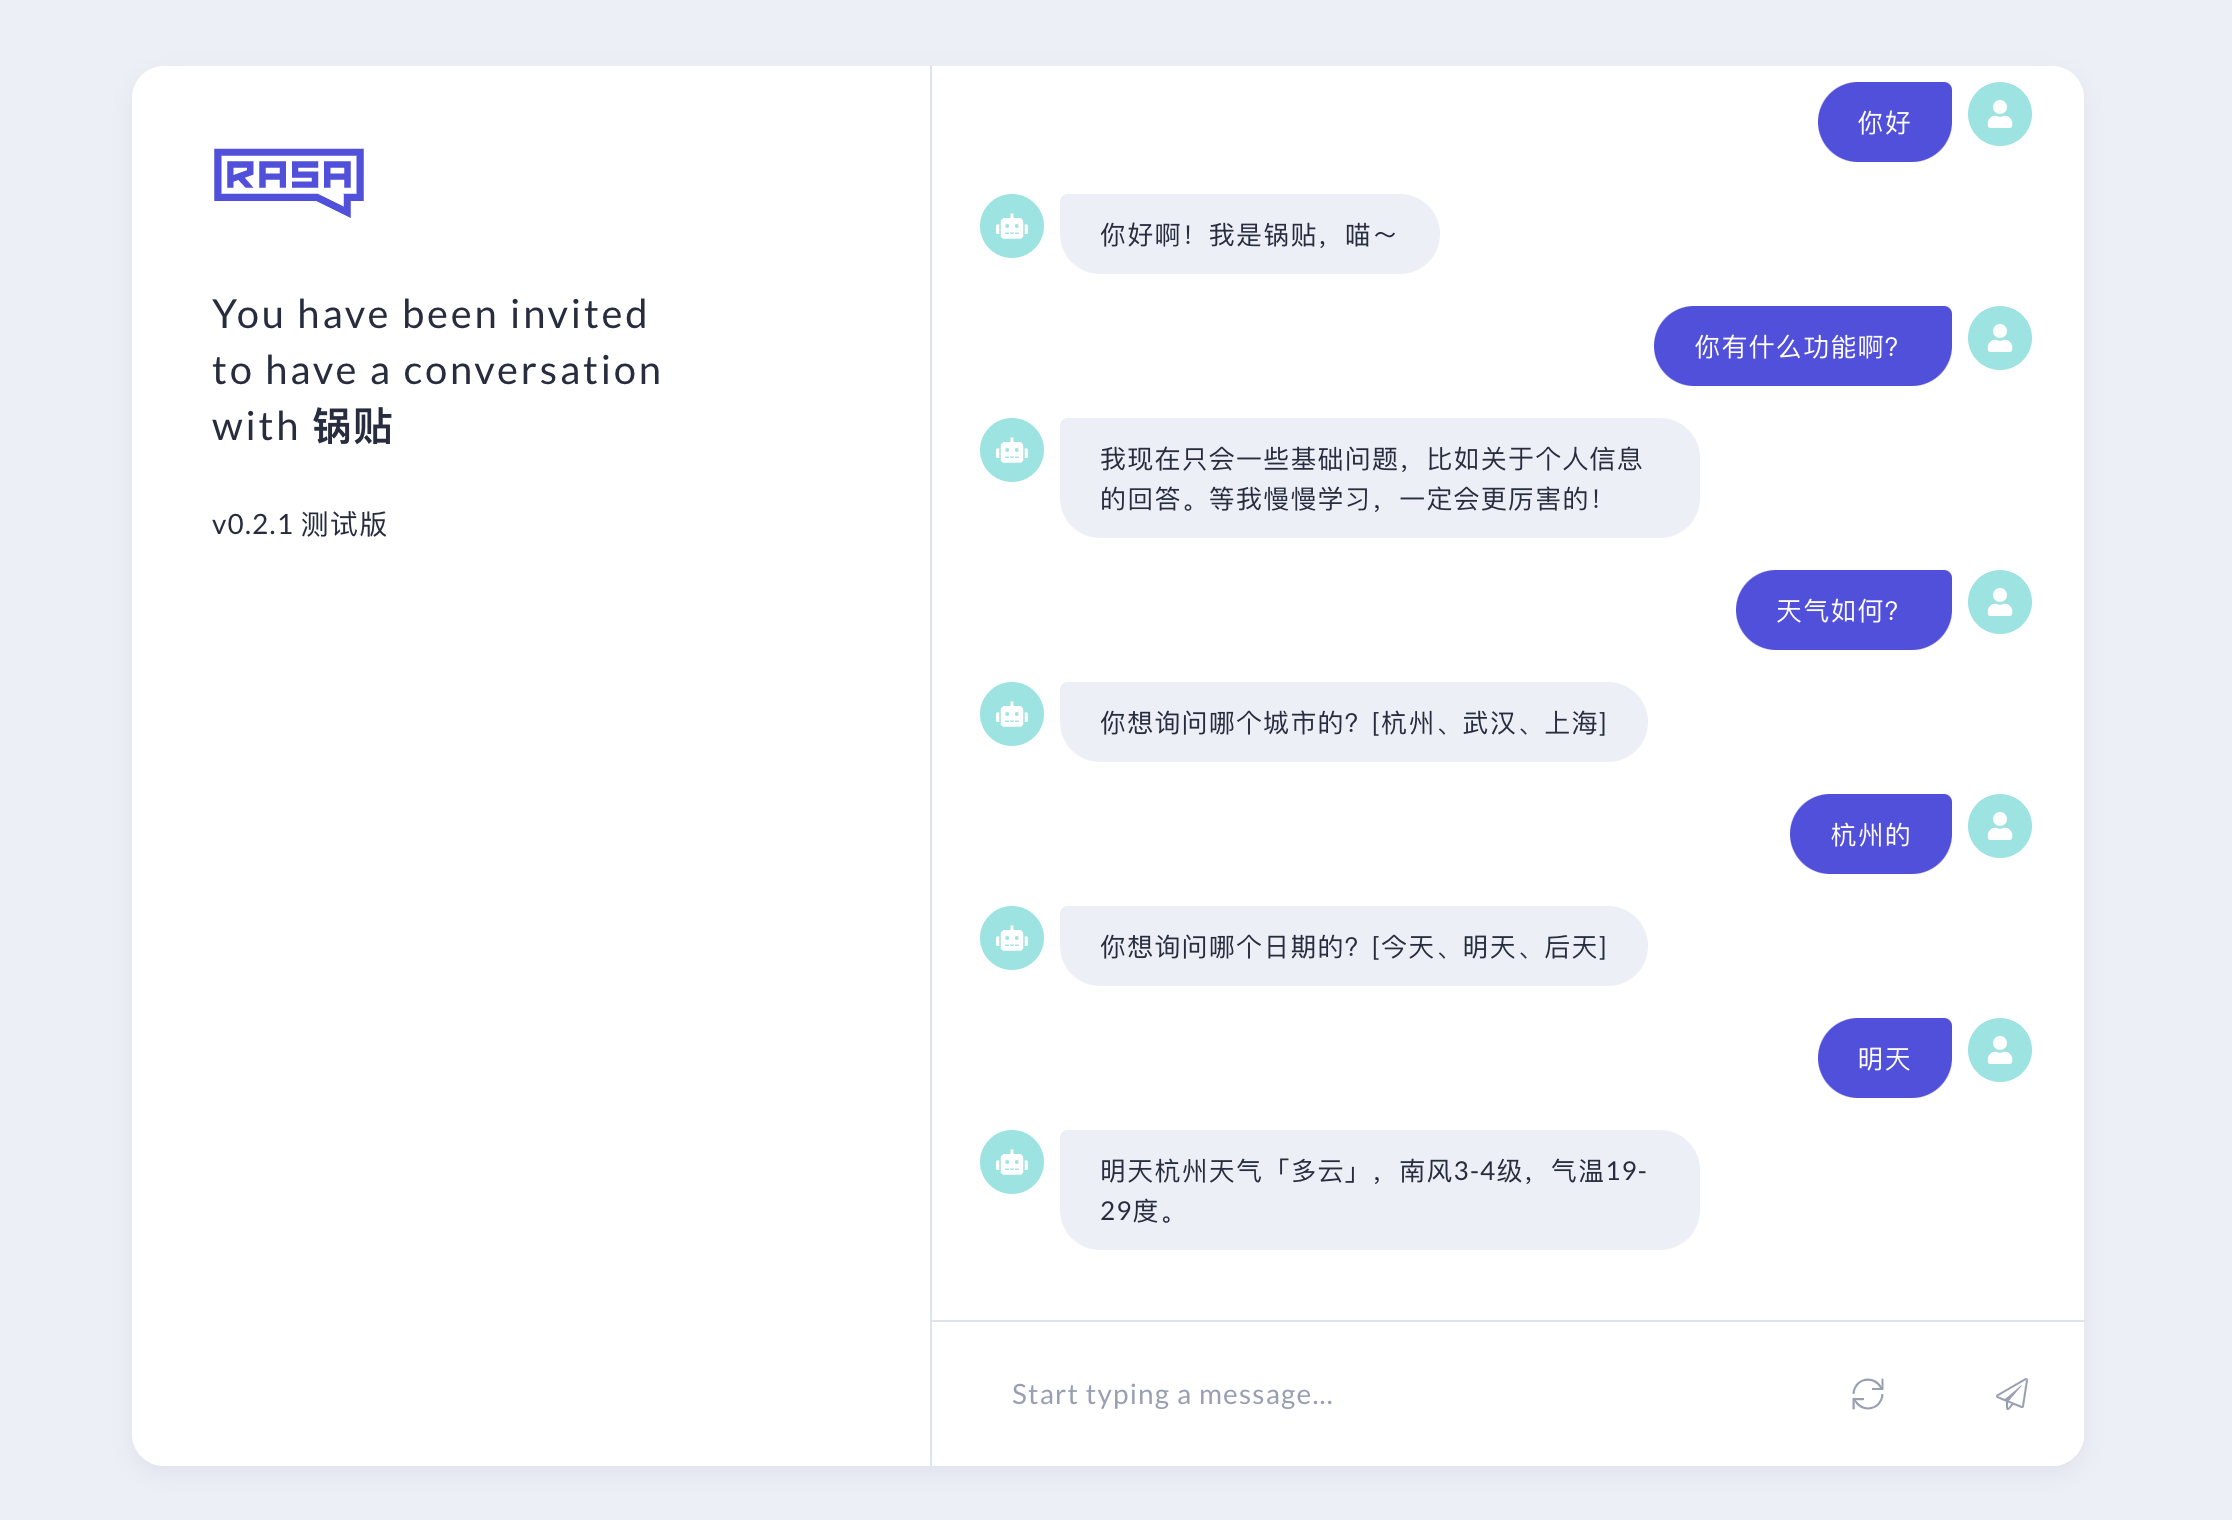 RASA
You have been invited
to have a conversation
with 锅贴
v0.2.1 测试版
你好
你好啊！我是锅贴，喵～
你有什么功能啊？
我现在只会一些基础问题，比如关于个人信息
的回答。等我慢慢学习，一定会更厉害的！
天气如何？
你想询问哪个城市的？[杭州、武汉、上海]
杭州的
你想询问哪个日期的？[今天、明天、后天]
明天
明天杭州天气「多云」，南风3-4级，气温19-
29度。
Start typing a message...